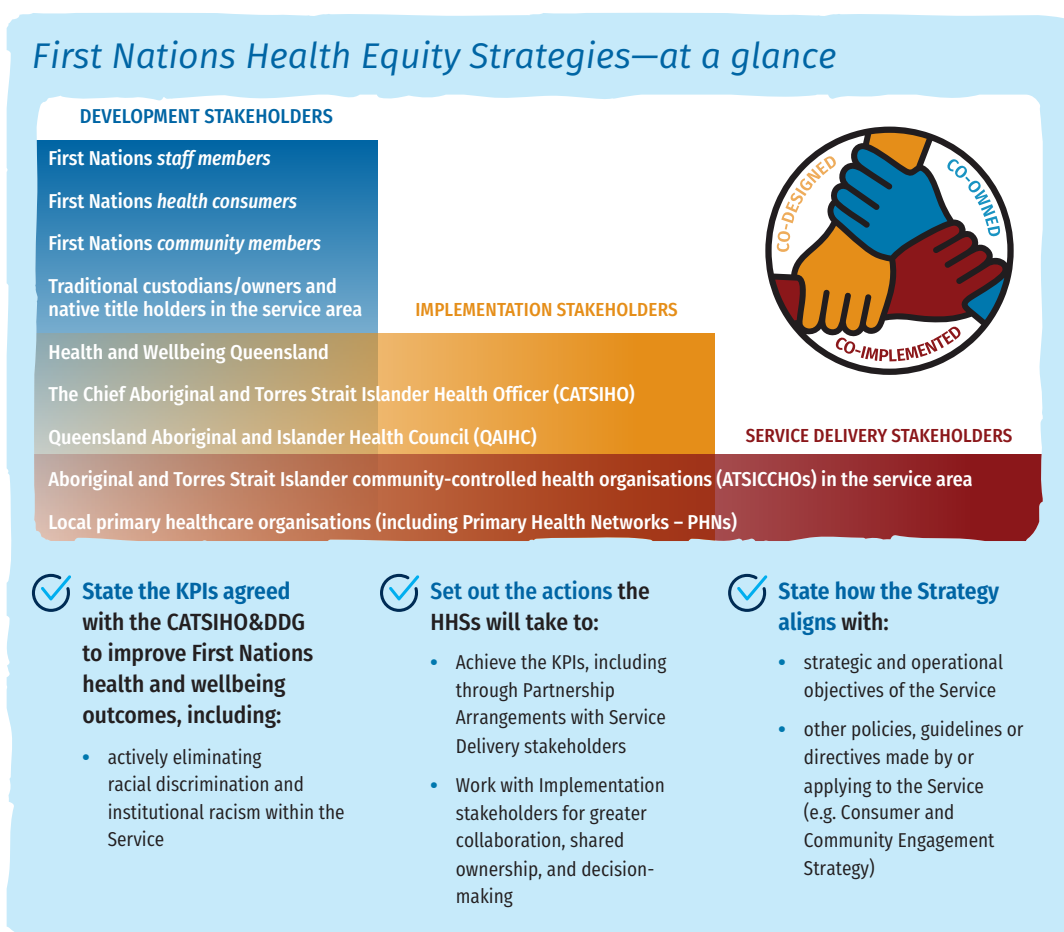 First Nations Health Equity Strategies—at a glance
DEVELOPMENT STAKEHOLDERS
First Nations staff members
First Nations health consumers
First Nations community members
Traditional custodians/owners and
native title holders in the service area
IMPLEMENTATION STAKEHOLDERS
Health and Wellbeing Queensland
The Chief Aboriginal and Torres Strait Islander Health Officer (CATSIHO)
Queensland Aboriginal and Islander Health Council (QAIHC)
SERVICE DELIVERY STAKEHOLDERS
Aboriginal and Torres Strait Islander community-controlled health organisations (ATSICCHOs) in the service area
Local primary healthcare organisations (including Primary Health Networks – PHNs)
CO-DESIGNED
CO-OWNED
CO-IMPLEMENTED
State the KPIs agreed
with the CATSIHO&DDG
to improve First Nations
health and wellbeing
outcomes, including:
• actively eliminating
racial discrimination and
institutional racism within the
Service
Set out the actions the
HHSs will take to:
• Achieve the KPIs, including
through Partnership
Arrangements with Service
Delivery stakeholders
• Work with Implementation
stakeholders for greater
collaboration, shared
ownership, and decision-
making
State how the Strategy
aligns with:
• strategic and operational
objectives of the Service
• other policies, guidelines or
directives made by or
applying to the Service
(e.g. Consumer and
Community Engagement
Strategy)